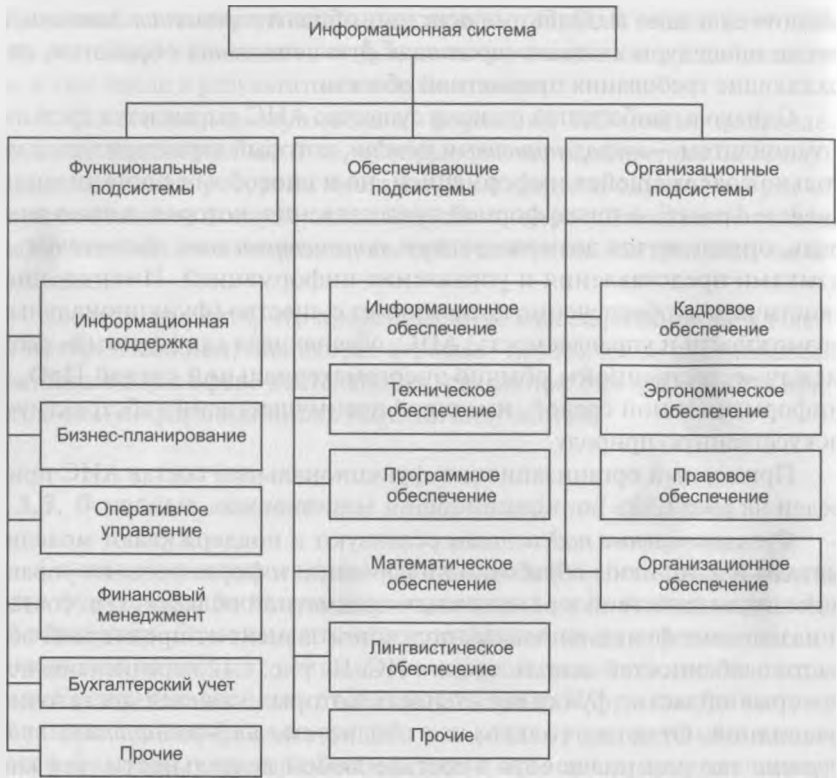 Информационная система
Функциональные
подсистемы
Обеспечивающие
подсистемы
Организационные
подсистемы
Информационная
поддержка
Бизнес-планирование
Оперативное
управление
Финансовый
менеджмент
Бухгалтерский учет
Прочие
Информационное
обеспечение
Техническое
обеспечение
Программное
обеспечение
Математическое
обеспечение
Лингвистическое
обеспечение
Прочие
Кадровое
обеспечение
Эргономическое
обеспечение
Правовое
обеспечение
Организационное
обеспечение